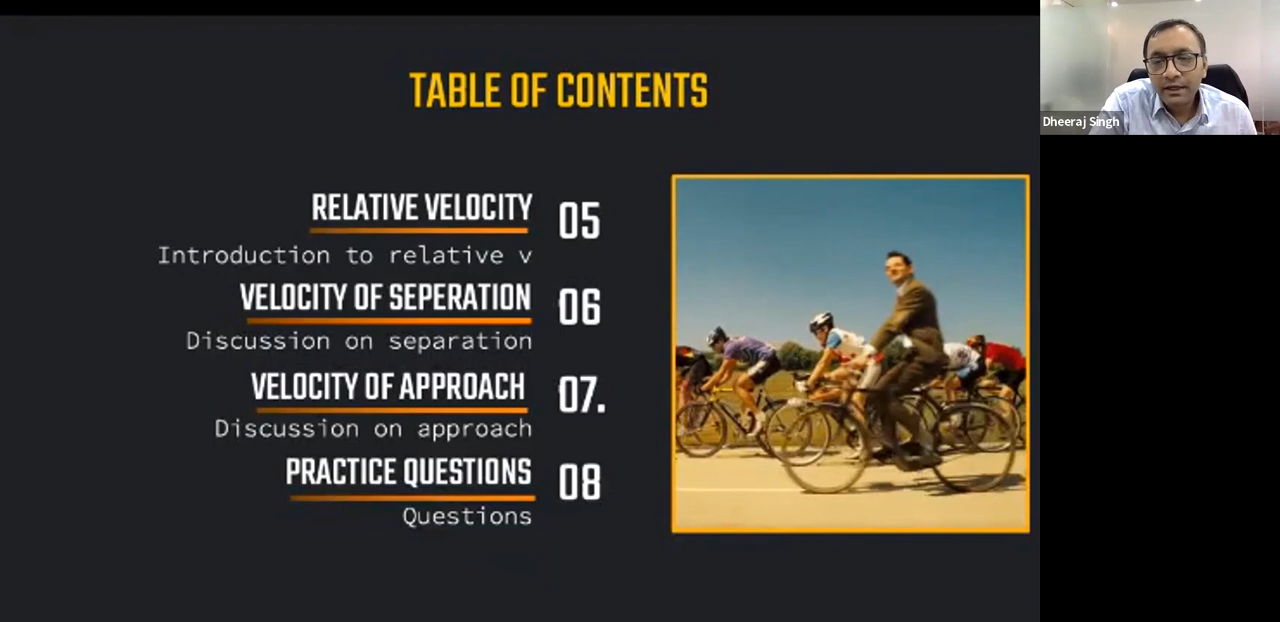 TABLE OF CONTENTS
RELATIVE VELOCITY 05
Introduction to relative v
VELOCITY OF SEPERATION 06
Discussion on separation
VELOCITY OF APPROACH 07.
Discussion on approach
PRACTICE QUESTIONS 08
Questions
Dheeraj Singh